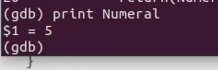 (gdb) print Numeral
$1 = 5
(gdb)
}